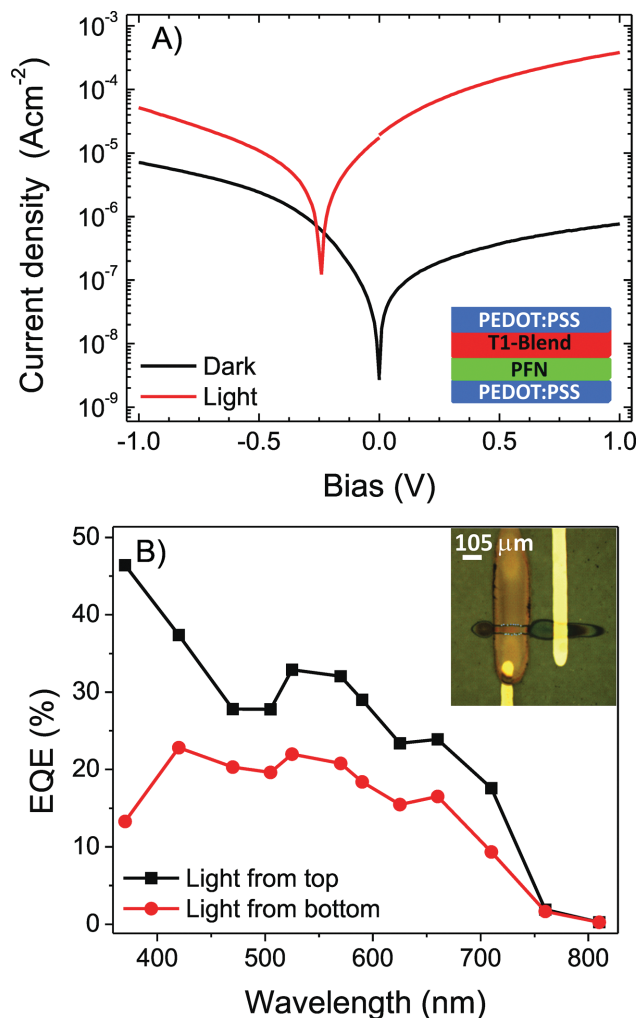 A)
Current density (Acm-2)
10-3
10-4
10-5
10-6
10-7
10-8
10-9
Dark
Light
PEDOT:PSS
T1-Blend
PFN
PEDOT:PSS
-1.0 -0.5 0.0 0.5 1.0
Bias (V)
B)
EQE (%)
50
40
30
20
10
0
105 μm
Light from top
Light from bottom
400 500 600 700 800
Wavelength (nm)